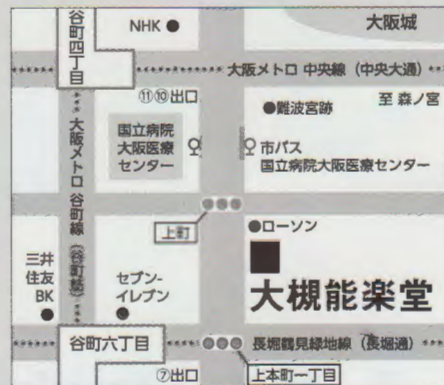 谷町四丁目
NHK
大阪城
大阪メトロ 中央線（中央大通）
⑪⑩出口
至 森ノ宮
難波宮跡
国立病院
大阪医療
センター
市バス
国立病院大阪医療センター
大阪メトロ 谷町線（谷町筋）
上町
ローソン
三井
住友
BK
セブン-
イレブン
大槻能楽堂
谷町六丁目
長堀鶴見緑地線（長堀通）
⑦出口
上本町一丁目